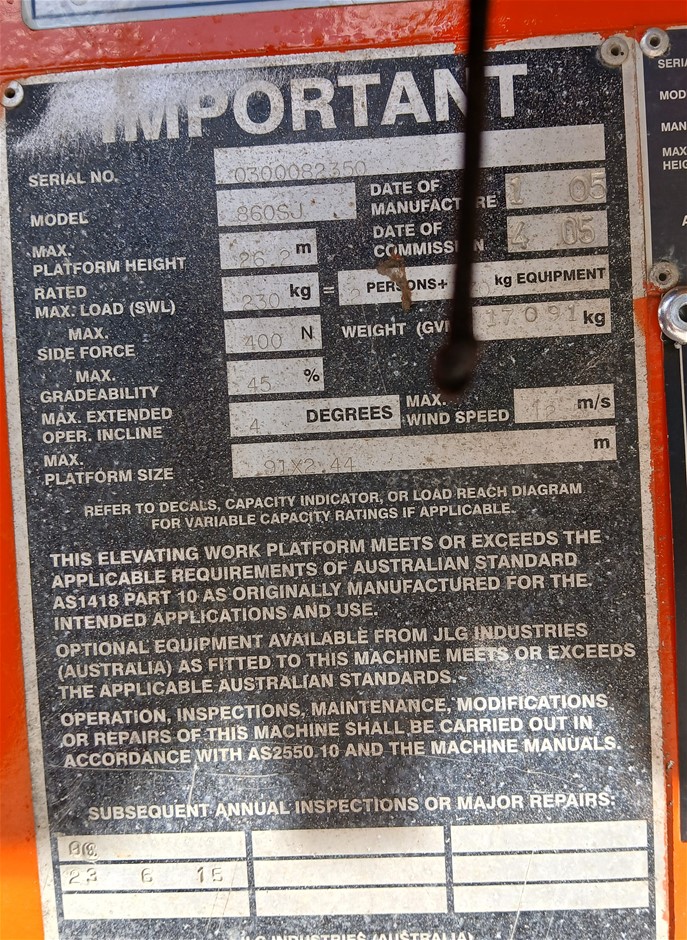 IMPORTANT
SERIAL NO. 0300082350
MODEL 860SJ DATE OF MANUFACTURE 1 05
MAX. PLATFORM HEIGHT 26.2 m DATE OF COMMISSION 4 05
RATED MAX. LOAD (SWL) 230 kg = 2 PERSONS+ kg EQUIPMENT
MAX. SIDE FORCE 400 N WEIGHT 17091 kg
MAX. GRADEABILITY 45 %
MAX. EXTENDED OPER. INCLINE 4 DEGREES MAX. WIND SPEED m/s
MAX. PLATFORM SIZE 91X2.44 m
REFER TO DECALS, CAPACITY INDICATOR, OR LOAD REACH DIAGRAM
FOR VARIABLE CAPACITY RATINGS IF APPLICABLE.
THIS ELEVATING WORK PLATFORM MEETS OR EXCEEDS THE
APPLICABLE REQUIREMENTS OF AUSTRALIAN STANDARD
AS1418 PART 10 AS ORIGINALLY MANUFACTURED FOR THE
INTENDED APPLICATIONS AND USE.
OPTIONAL EQUIPMENT AVAILABLE FROM JLG INDUSTRIES
(AUSTRALIA) AS FITTED TO THIS MACHINE MEETS OR EXCEEDS
THE APPLICABLE AUSTRALIAN STANDARDS.
OPERATION, INSPECTIONS, MAINTENANCE, MODIFICATIONS
OR REPAIRS OF THIS MACHINE SHALL BE CARRIED OUT IN
ACCORDANCE WITH AS2550.10 AND THE MACHINE MANUALS.
SUBSEQUENT ANNUAL INSPECTIONS OR MAJOR REPAIRS:
23 6 15
JLG INDUSTRIES (AUSTRALIA)